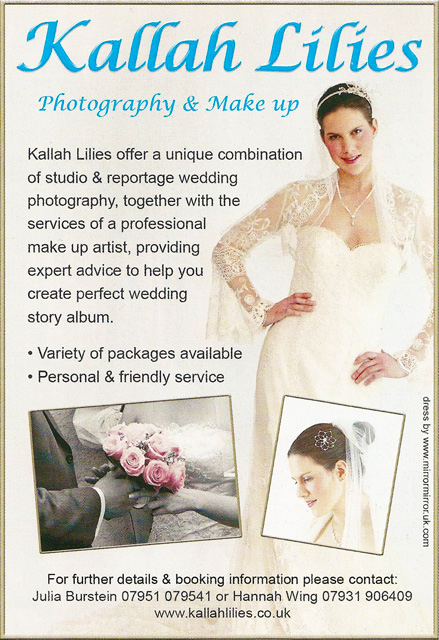 Kallah Lilies
Photography & Make up
Kallah Lilies offer a unique combination
of studio & reportage wedding
photography, together with the
services of a professional
make up artist, providing
expert advice to help you
create perfect wedding
story album.
• Variety of packages available
• Personal & friendly service
dress by www.mirrormirror.uk.com
For further details & booking information please contact:
Julia Burstein 07951 079541 or Hannah Wing 07931 906409
www.kallahlilies.co.uk